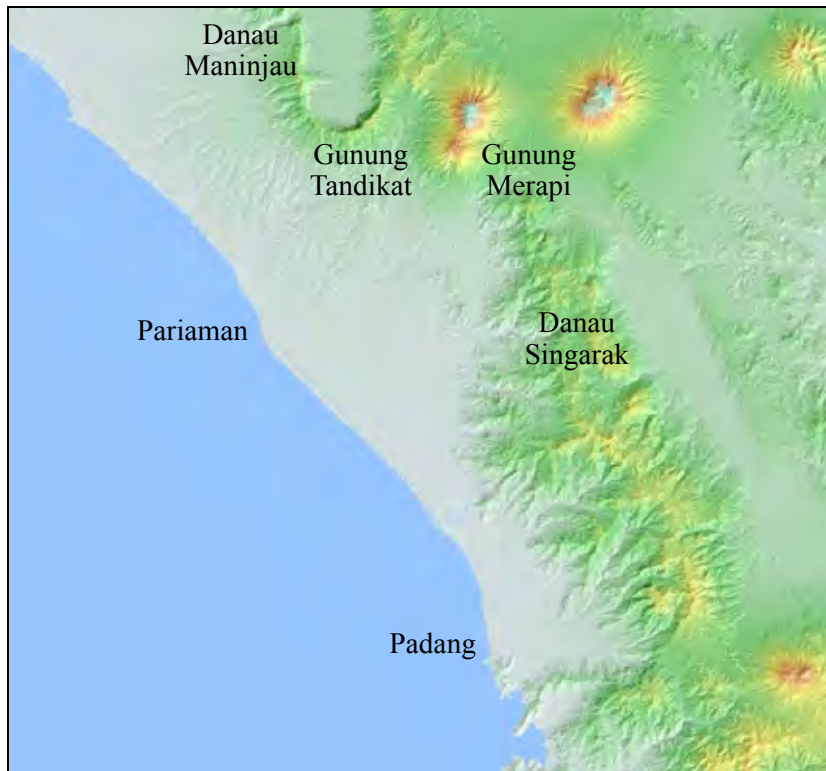 Danau
Maninjau
Gunung
Tandikat
Gunung
Merapi
Pariaman
Danau
Singarak
Padang